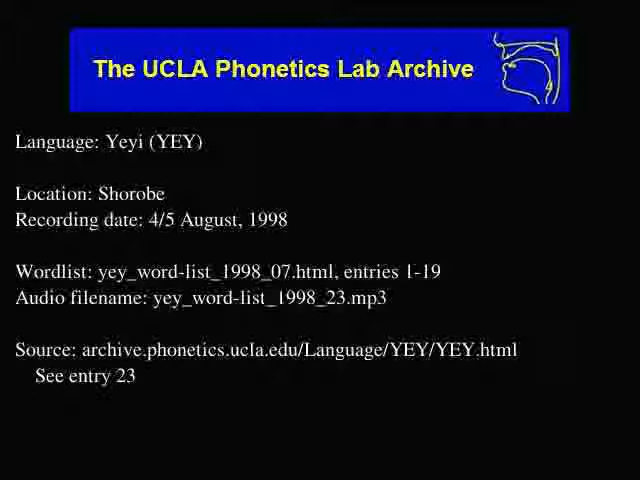 The UCLA Phonetics Lab Archive
Language: Yeyi (YEY)
Location: Shorobe
Recording date: 4/5 August, 1998
Wordlist: yey_word-list_1998_07.html, entries 1-19
Audio filename: yey_word-list_1998_23.mp3
Source: archive.phonetics.ucla.edu/Language/YEY/YEY.html
See entry 23